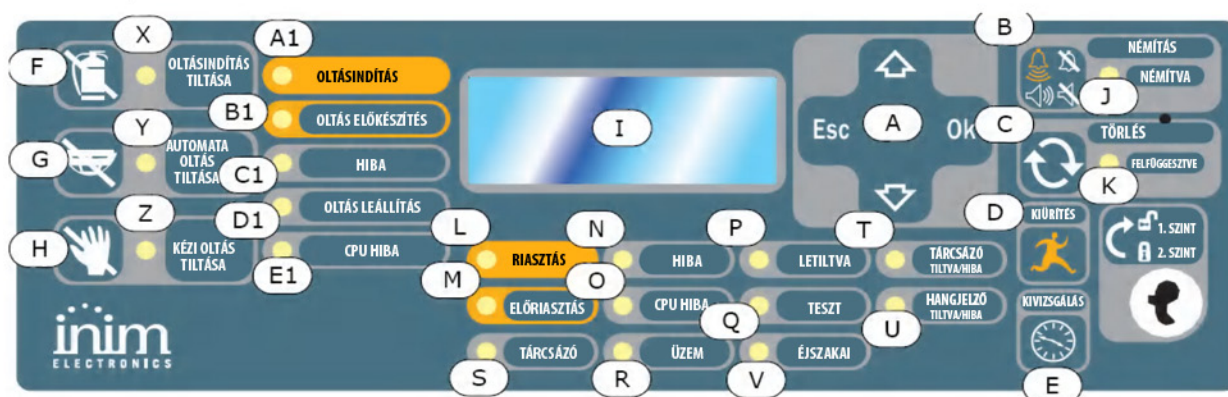 X
F
OLTÁSINDÍTÁS
TILTÁSA
A1
OLTÁSINDÍTÁS
B1
OLTÁS ELŐKÉSZÍTÉS
Y
G
AUTOMATA
OLTÁS
TILTÁSA
C1
HIBA
D1
OLTÁS LEÁLLÍTÁS
Z
H
KÉZI OLTÁS
TILTÁSA
E1
CPU HIBA
inim
ELECTRONICS
I
Esc
A
Ok
B
NÉMÍTÁS
NÉMÍTVA
J
C
TÖRLÉS
FELFÜGGESZTVE
K
D
KIÜRÍTÉS
1. SZINT
2. SZINT
KIVIZSGÁLÁS
E
L
RIASZTÁS
N
HIBA
P
LETILTVA
T
TÁRCSÁZÓ
TILTVA/HIBA
M
ELŐRIASZTÁS
O
CPU HIBA
Q
TESZT
U
HANGJELZŐ
TILTVA/HIBA
S
TÁRCSÁZÓ
R
ÜZEM
V
ÉJSZAKAI